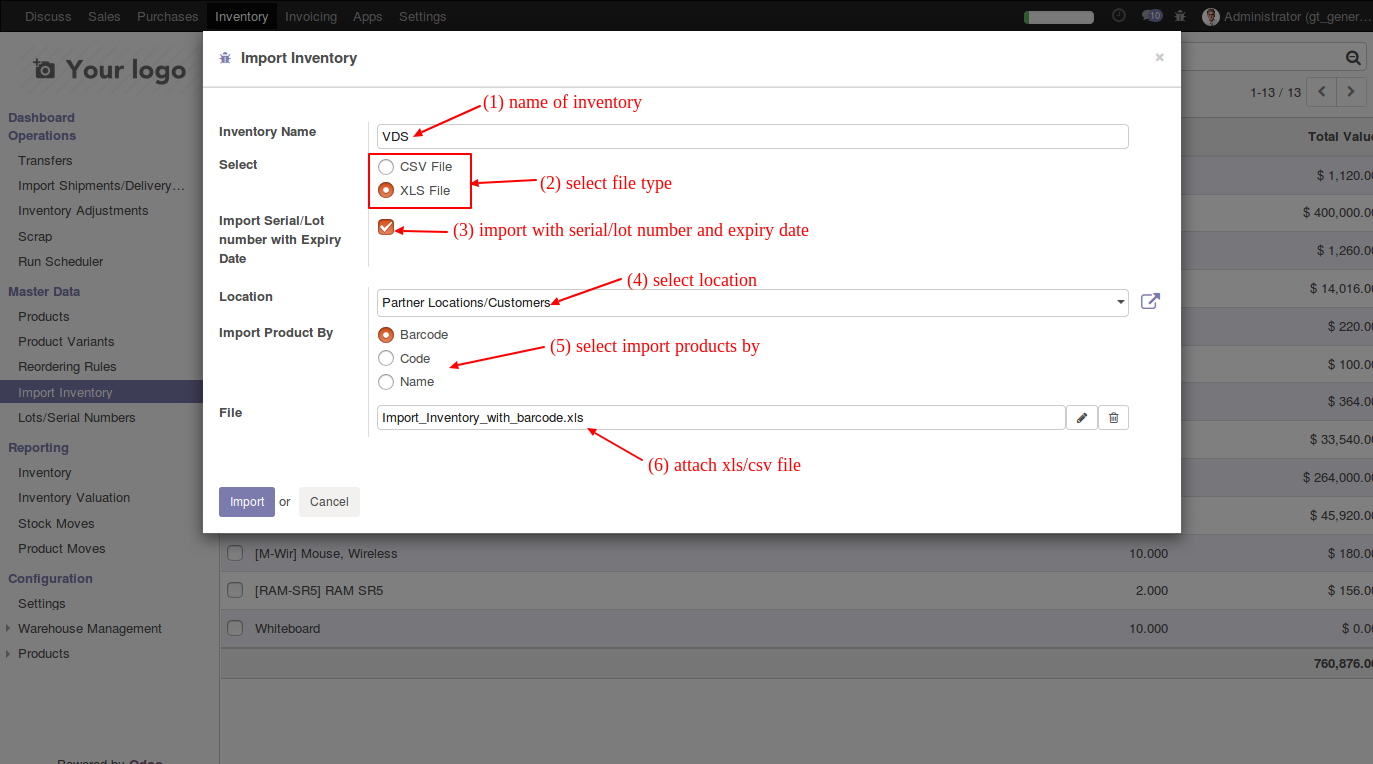 Discuss Sales Purchases Inventory Invoicing Apps Settings 10 Administrator (gt_gener...
Your logo
Dashboard
Operations
Transfers
Import Shipments/Delivery…
Inventory Adjustments
Scrap
Run Scheduler
Master Data
Products
Product Variants
Reordering Rules
Import Inventory
Lots/Serial Numbers
Reporting
Inventory
Inventory Valuation
Stock Moves
Product Moves
Configuration
Settings
Warehouse Management
Products
Powered by Odoo
Import Inventory ×
(1) name of inventory
Inventory Name VDS
Select CSV File
XLS File
(2) select file type
Import Serial/Lot
number with Expiry
Date
(3) import with serial/lot number and expiry date
(4) select location
Location Partner Locations/Customers
Import Product By Barcode
Code
Name
(5) select import products by
File Import_Inventory_with_barcode.xls
(6) attach xls/csv file
Import or Cancel
1-13 / 13
Total Value
$ 1,120.00
$ 400,000.00
$ 1,260.00
$ 14,016.00
$ 220.00
$ 100.00
$ 364.00
$ 33,540.00
$ 264,000.00
$ 45,920.00
[M-Wir] Mouse, Wireless 10.000 $ 180.00
[RAM-SR5] RAM SR5 2.000 $ 156.00
Whiteboard 10.000 $ 0.00
760,876.00